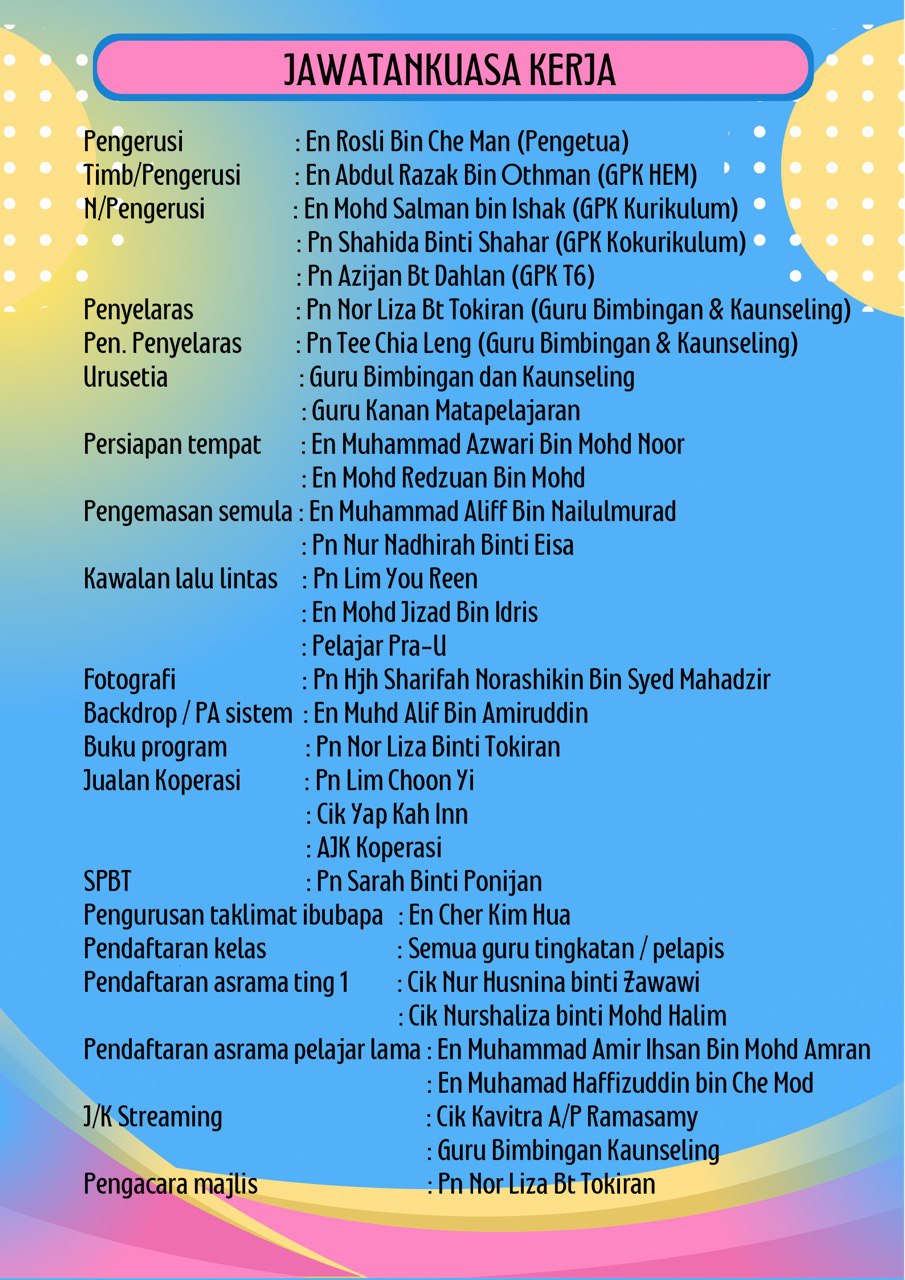 JAWATANKUASA KERJA
Pengerusi : En Rosli Bin Che Man (Pengetua)
Timb/Pengerusi : En Abdul Razak Bin Othman (GPK HEM)
N/Pengerusi : En Mohd Salman bin Ishak (GPK Kurikulum)
: Pn Shahida Binti Shahar (GPK Kokurikulum)
: Pn Azijan Bt Dahlan (GPK T6)
Penyelaras : Pn Nor Liza Bt Tokiran (Guru Bimbingan & Kaunseling)
Pen. Penyelaras : Pn Tee Chia Leng (Guru Bimbingan & Kaunseling)
Urusetia : Guru Bimbingan dan Kaunseling
: Guru Kanan Matapelajaran
Persiapan tempat : En Muhammad Azwari Bin Mohd Noor
: En Mohd Redzuan Bin Mohd
Pengemasan semula : En Muhammad Aliff Bin Nailulmurad
: Pn Nur Nadhirah Binti Eisa
Kawalan lalu lintas : Pn Lim You Reen
: En Mohd Jizad Bin Idris
: Pelajar Pra-U
Fotografi : Pn Hjh Sharifah Norashikin Bin Syed Mahadzir
Backdrop / PA sistem : En Muhd Alif Bin Amiruddin
Buku program : Pn Nor Liza Binti Tokiran
Jualan Koperasi : Pn Lim Choon Yi
: Cik Yap Kah Inn
: AJK Koperasi
SPBT : Pn Sarah Binti Ponijan
Pengurusan taklimat ibubapa : En Cher Kim Hua
Pendaftaran kelas : Semua guru tingkatan / pelapis
Pendaftaran asrama ting 1 : Cik Nur Husnina binti Zawawi
: Cik Nurshaliza binti Mohd Halim
Pendaftaran asrama pelajar lama : En Muhammad Amir Ihsan Bin Mohd Amran
: En Muhamad Haffizuddin bin Che Mod
J/K Streaming : Cik Kavitra A/P Ramasamy
: Guru Bimbingan Kaunseling
Pengacara majlis : Pn Nor Liza Bt Tokiran